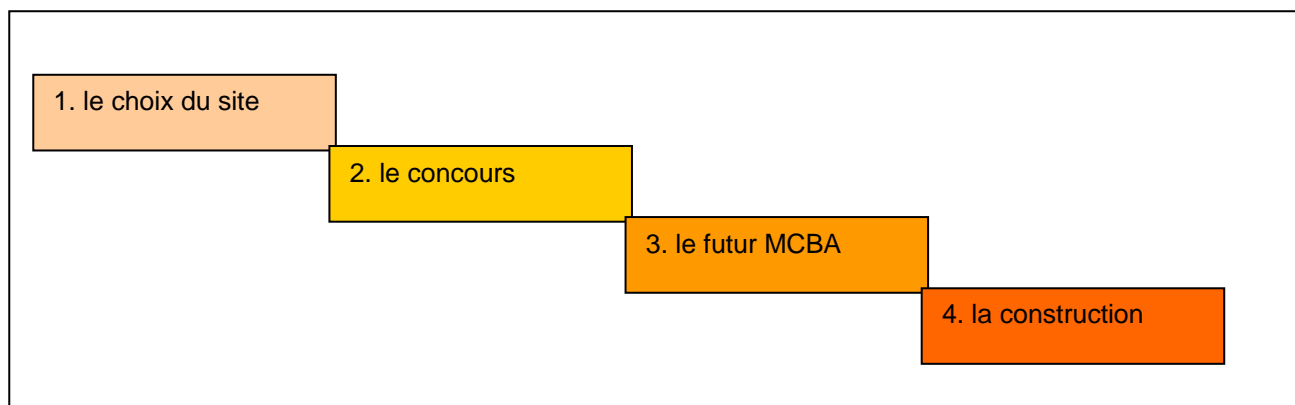 1. le choix du site
2. le concours
3. le futur MCBA
4. la construction